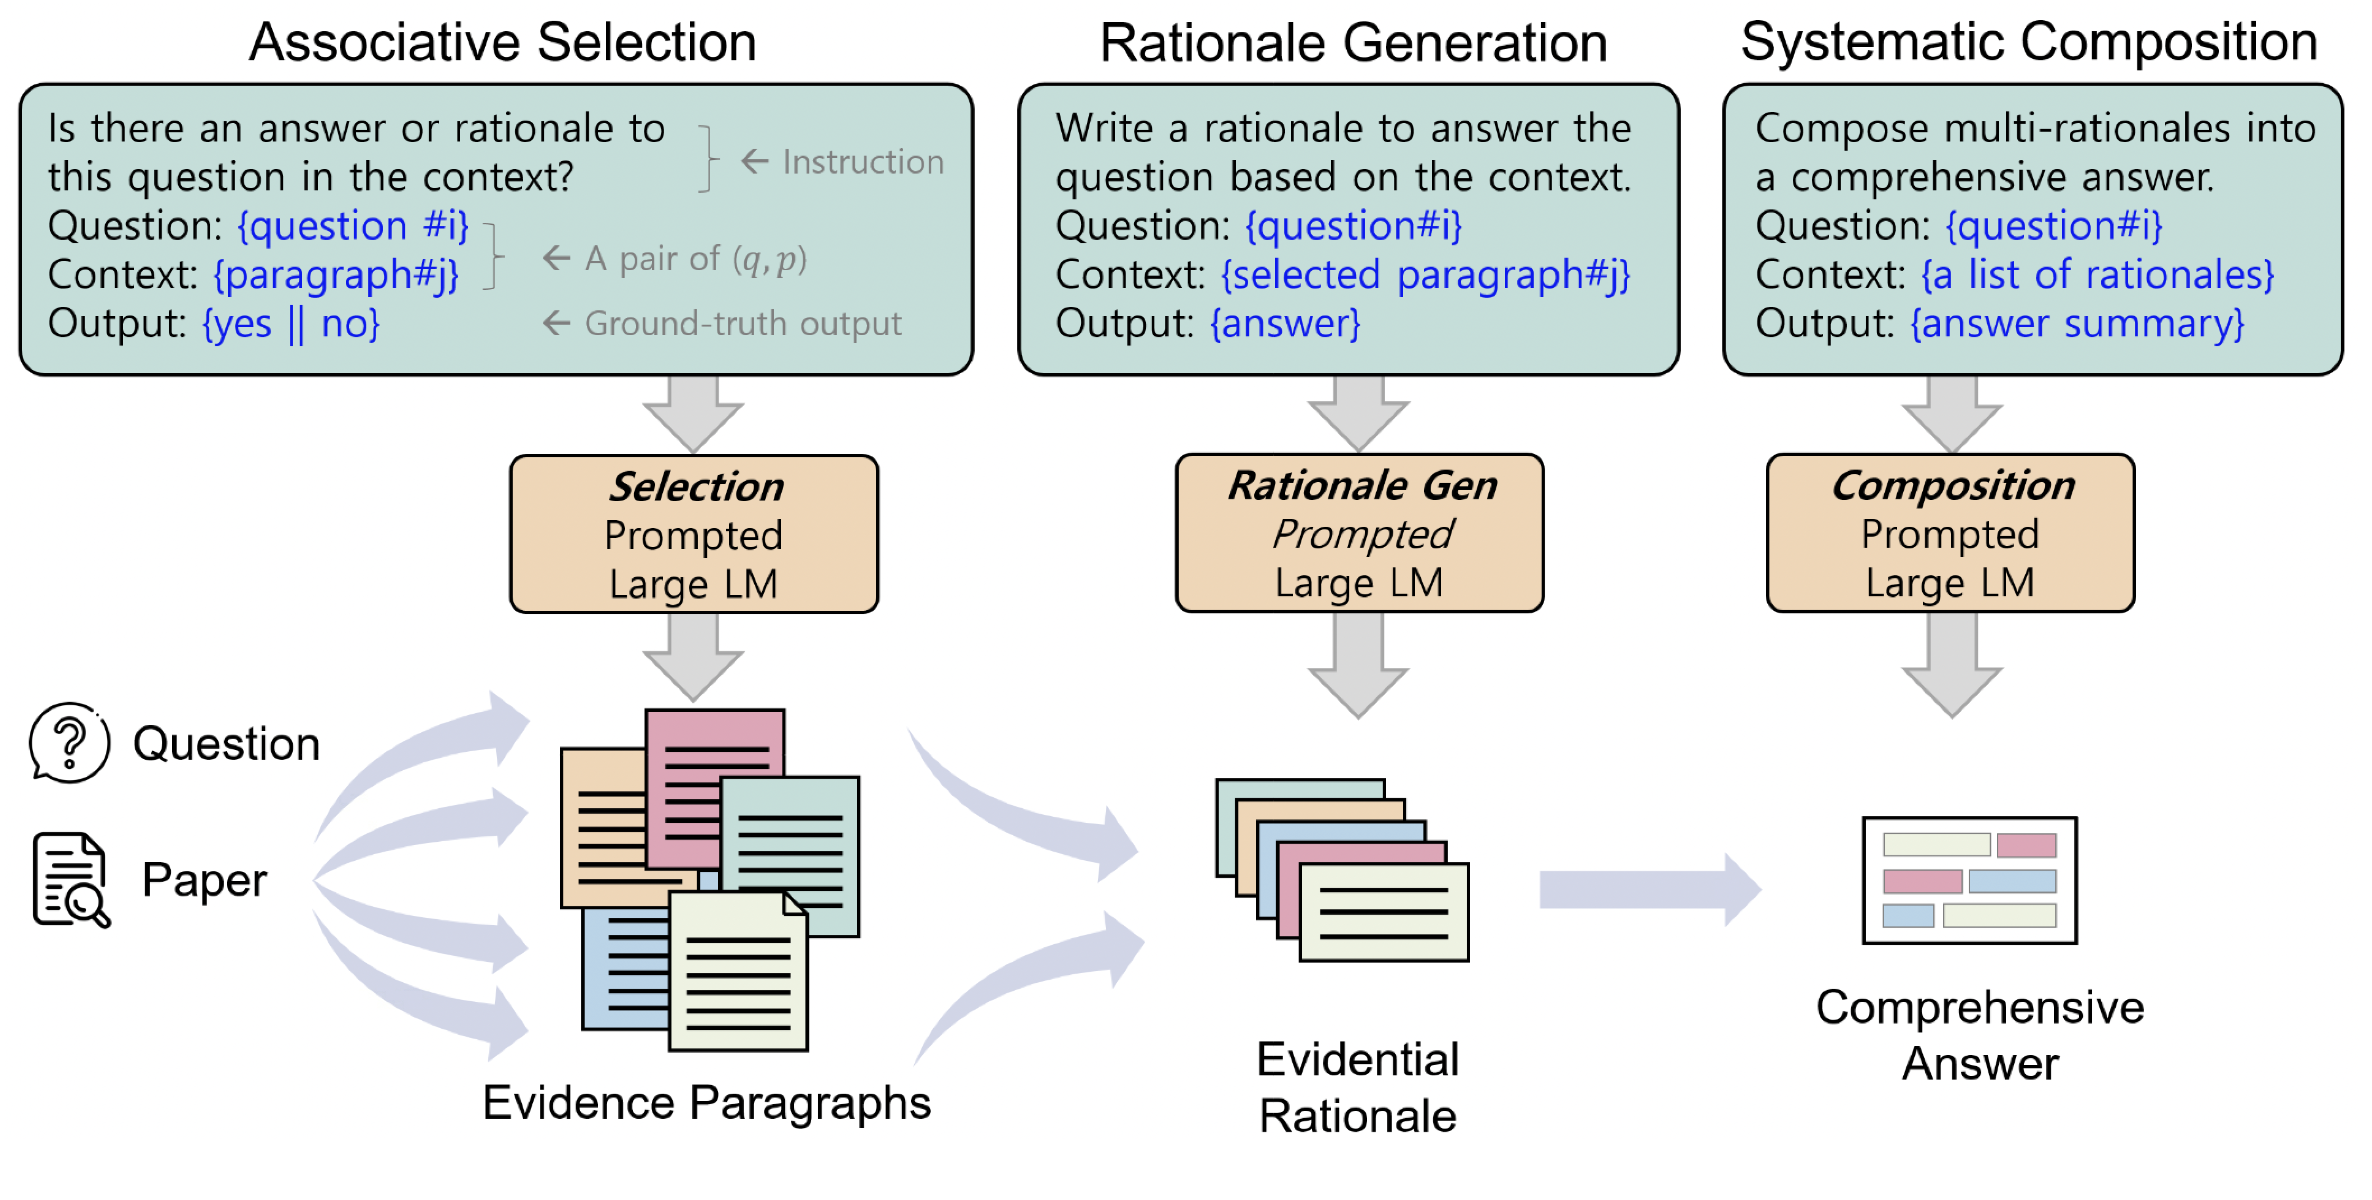 Associative Selection
Is there an answer or rationale to
this question in the context?
← Instruction
Question: {question #i}
Context: {paragraph#j}
← A pair of (q, p)
Output: {yes || no}
← Ground-truth output
Selection
Prompted
Large LM
Rationale Generation
Write a rationale to answer the
question based on the context.
Question: {question#i}
Context: {selected paragraph#j}
Output: {answer}
Rationale Gen
Prompted
Large LM
Systematic Composition
Compose multi-rationales into
a comprehensive answer.
Question: {question#i}
Context: {a list of rationales}
Output: {answer summary}
Composition
Prompted
Large LM
Question
Paper
Evidence Paragraphs
Evidential
Rationale
Comprehensive
Answer